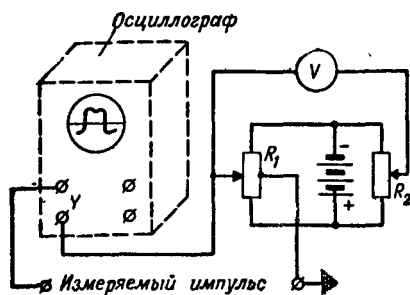 Осциллограф
V
R₁
-
+
R₂
Y
Измеряемый импульс